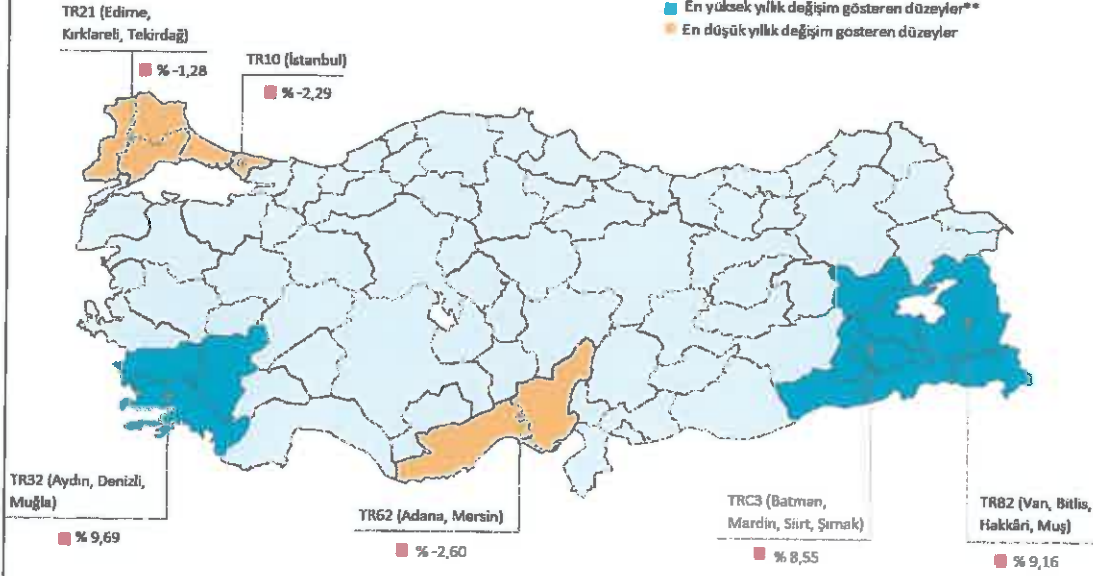 En yüksek yıllık değişim gösteren düzeyler**
En düşük yıllık değişim gösteren düzeyler
TR21 (Edirne,
Kırklareli, Tekirdağ)
% -1,28
TR10 (İstanbul)
% -2,29
TR32 (Aydın, Denizli,
Muğla)
% 9,69
TR62 (Adana, Mersin)
% -2,60
TRC3 (Batman,
Mardin, Siirt, Şırnak)
% 8,55
TR82 (Van, Bitlis,
Hakkâri, Muş)
% 9,16